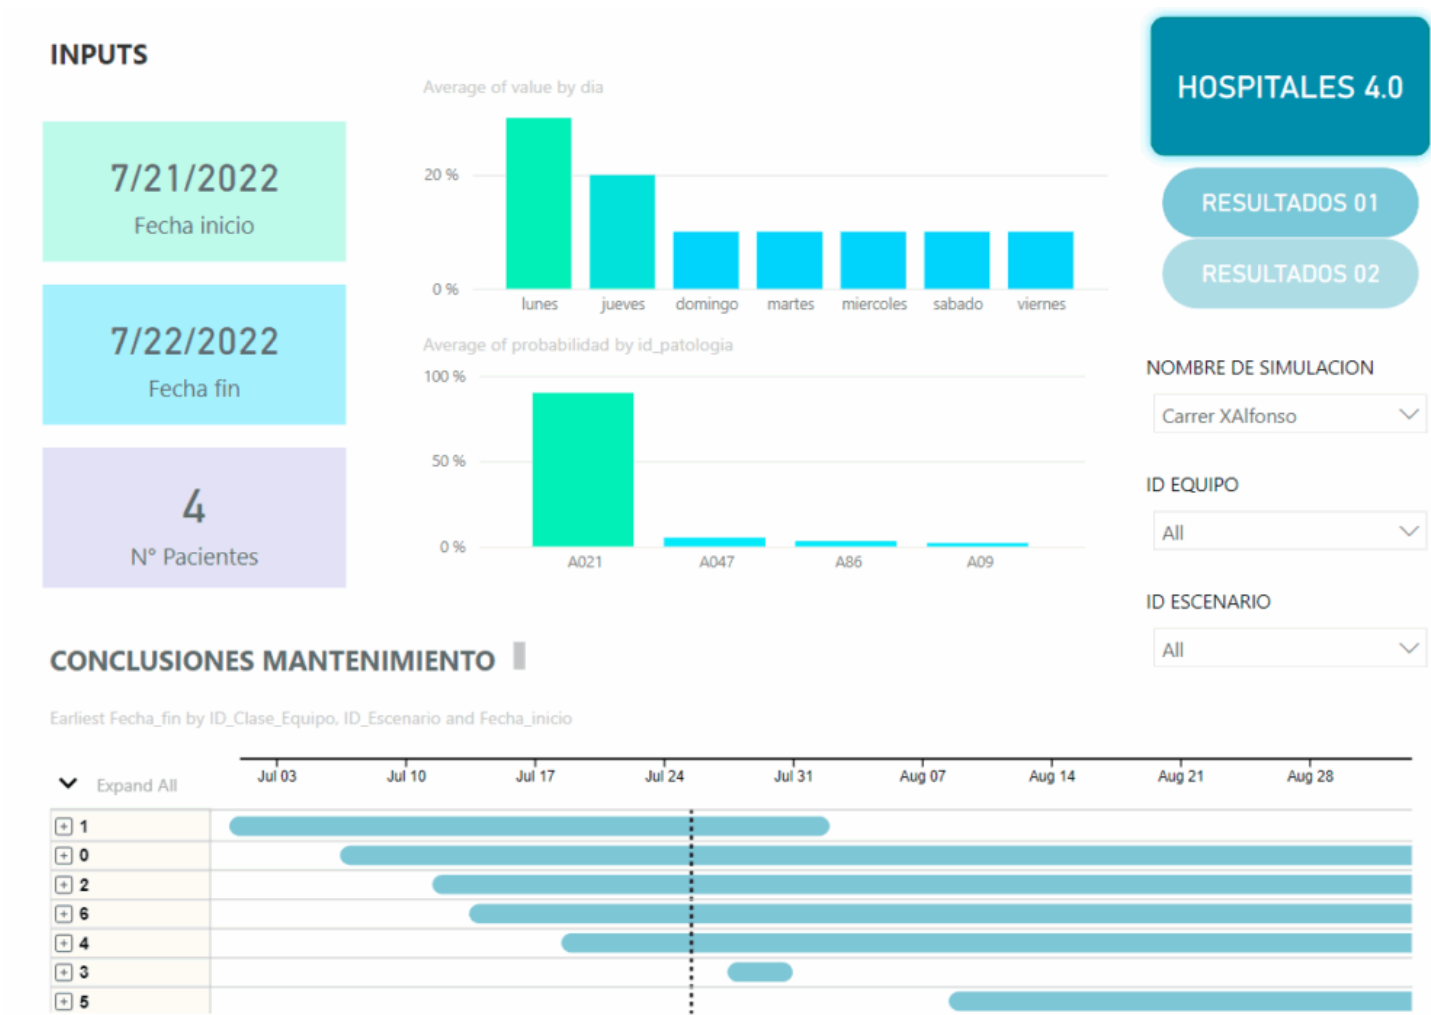 INPUTS
7/21/2022
Fecha inicio
7/22/2022
Fecha fin
4
N° Pacientes
Average of value by dia
20 %
0 %
lunes jueves domingo martes miercoles sabado viernes
Average of probabilidad by id_patologia
100 %
50 %
0 %
A021 A047 A86 A09
HOSPITALES 4.0
RESULTADOS 01
RESULTADOS 02
NOMBRE DE SIMULACION
Carrer XAlfonso
ID EQUIPO
All
ID ESCENARIO
All
CONCLUSIONES MANTENIMIENTO
Earliest Fecha_fin by ID_Clase_Equipo, ID_Escenario and Fecha_inicio
Expand All
Jul 03 Jul 10 Jul 17 Jul 24 Jul 31 Aug 07 Aug 14 Aug 21 Aug 28
1
0
2
6
4
3
5